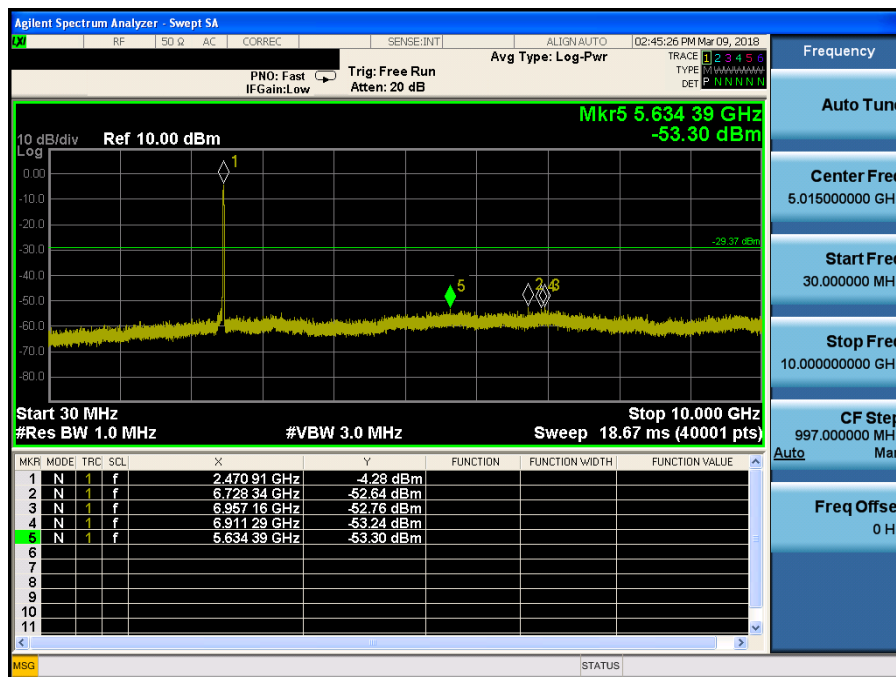 Agilent Spectrum Analyzer - Swept SA
LXI RF 50 Ω AC CORREC SENSE:INT ALIGN AUTO 02:45:26 PM Mar 09, 2018
PNO: Fast
IFGain:Low
Trig: Free Run
Atten: 20 dB
Avg Type: Log-Pwr
TRACE 1 2 3 4 5 6
TYPE M
DET P N N N N N
Mkr5 5.634 39 GHz
-53.30 dBm
10 dB/div Ref 10.00 dBm
Log
0.00
-10.0
-20.0
-30.0
-40.0
-50.0
-60.0
-70.0
-80.0
1
-29.37 dBm
5
2
4
3
Start 30 MHz Stop 10.000 GHz
#Res BW 1.0 MHz #VBW 3.0 MHz Sweep 18.67 ms (40001 pts)
MKR MODE TRC SCL X Y FUNCTION FUNCTION WIDTH FUNCTION VALUE
1 N 1 f 2.470 91 GHz -4.28 dBm
2 N 1 f 6.728 34 GHz -52.64 dBm
3 N 1 f 6.957 16 GHz -52.76 dBm
4 N 1 f 6.911 29 GHz -53.24 dBm
5 N 1 f 5.634 39 GHz -53.30 dBm
6
7
8
9
10
11
MSG STATUS
Frequency
Auto Tun
Center Fre
5.015000000 GH
Start Fre
30.000000 MH
Stop Fre
10.000000000 GH
CF Step
997.000000 MH
Auto Ma
Freq Offse
0 H